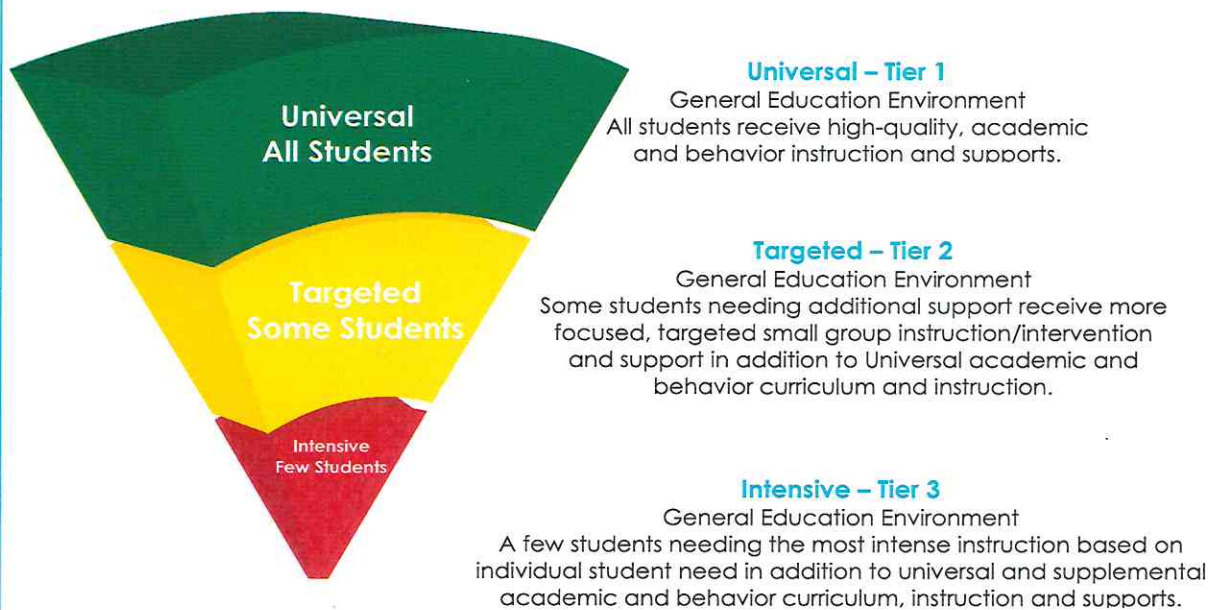 Universal
All Students
Universal – Tier 1
General Education Environment
All students receive high-quality, academic
and behavior instruction and supports.
Targeted
Some Students
Targeted – Tier 2
General Education Environment
Some students needing additional support receive more
focused, targeted small group instruction/intervention
and support in addition to Universal academic and
behavior curriculum and instruction.
Intensive
Few Students
Intensive – Tier 3
General Education Environment
A few students needing the most intense instruction based on
individual student need in addition to universal and supplemental
academic and behavior curriculum, instruction and supports.